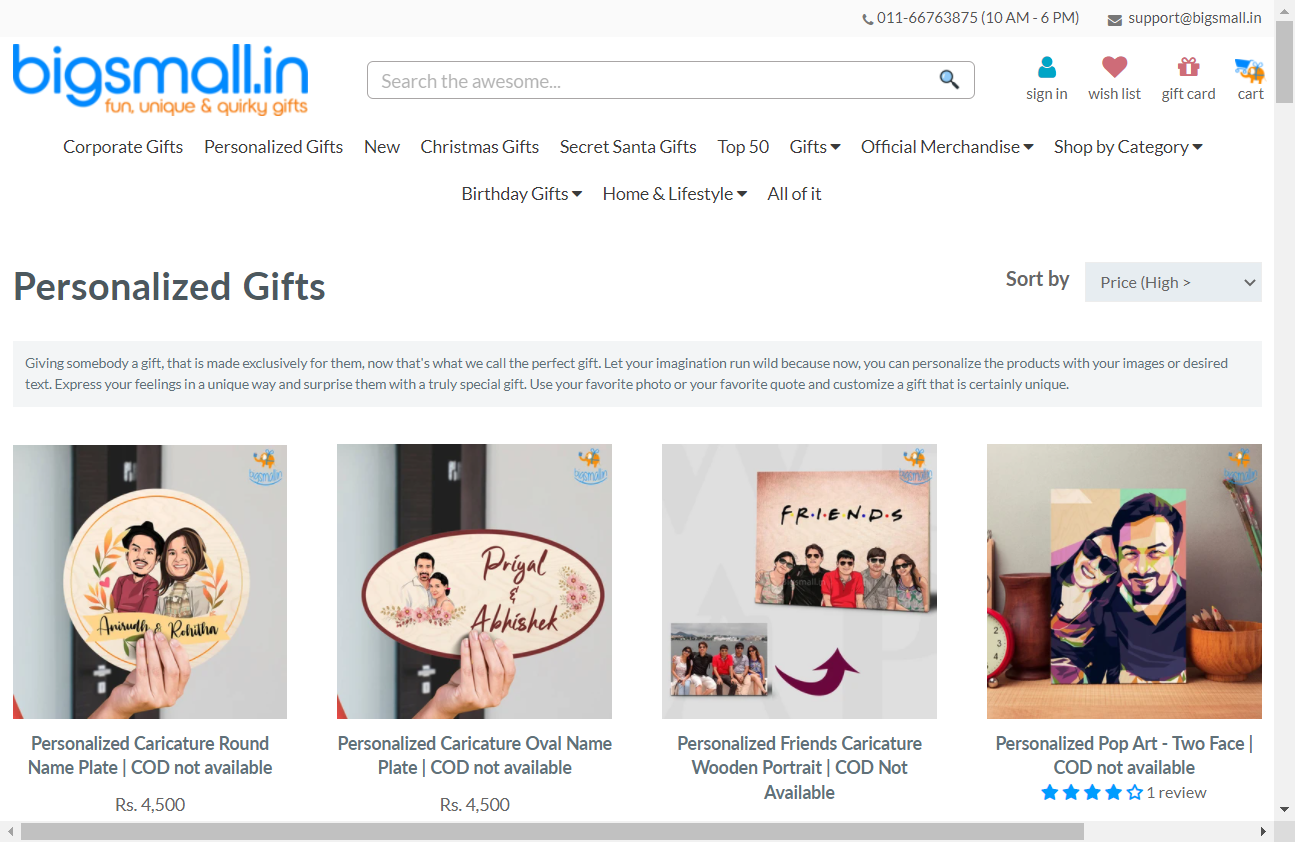 011-66763875 (10 AM - 6 PM) support@bigsmall.in
bigsmall.in
fun, unique & quirky gifts
Search the awesome...
sign in wish list gift card cart
Corporate Gifts Personalized Gifts New Christmas Gifts Secret Santa Gifts Top 50 Gifts Official Merchandise Shop by Category
Birthday Gifts Home & Lifestyle All of it
Personalized Gifts
Sort by Price (High >
Giving somebody a gift, that is made exclusively for them, now that's what we call the perfect gift. Let your imagination run wild because now, you can personalize the products with your images or desired
text. Express your feelings in a unique way and surprise them with a truly special gift. Use your favorite photo or your favorite quote and customize a gift that is certainly unique.
bigsmall.in
Anirudh & Rohitha
bigsmall.in
Priyal
&
Abhishek
bigsmall.in
F·R·I·E·N·D·S
bigsmall.in
bigsmall.in
2
3
4
Personalized Caricature Round
Name Plate | COD not available
Rs. 4,500
Personalized Caricature Oval Name
Plate | COD not available
Rs. 4,500
Personalized Friends Caricature
Wooden Portrait | COD Not
Available
Personalized Pop Art - Two Face |
COD not available
1 review